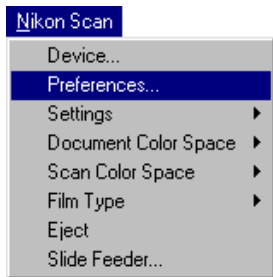 Nikon Scan
Device...
Preferences...
Settings
Document Color Space
Scan Color Space
Film Type
Eject
Slide Feeder...